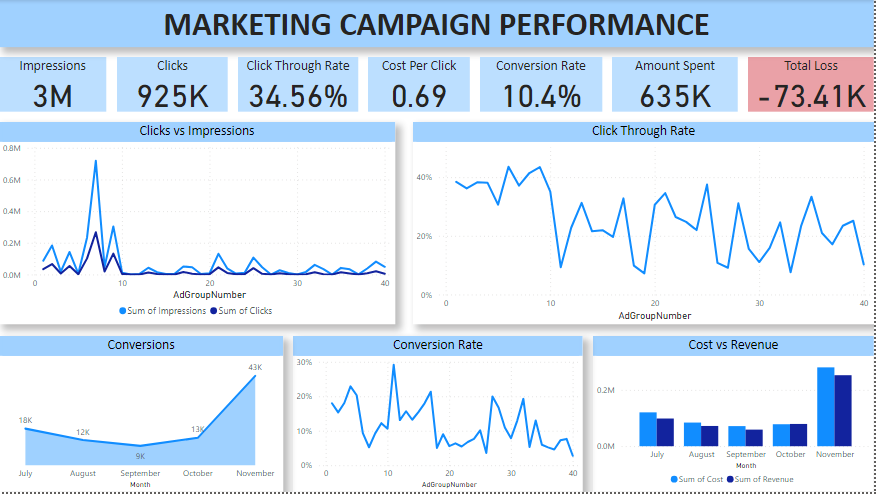 MARKETING CAMPAIGN PERFORMANCE
Impressions
3M
Clicks
925K
Click Through Rate
34.56%
Cost Per Click
0.69
Conversion Rate
10.4%
Amount Spent
635K
Total Loss
-73.41K
Clicks vs Impressions
0.8M
0.6M
0.4M
0.2M
0.0M
0 10 20 30 40
AdGroupNumber
Sum of Impressions Sum of Clicks
Click Through Rate
40%
20%
0%
0 10 20 30 40
AdGroupNumber
Conversions
18K
12K
9K
13K
43K
July August September October November
Month
Conversion Rate
30%
20%
10%
0%
0 10 20 30 40
AdGroupNumber
Cost vs Revenue
0.2M
0.0M
July August September October November
Month
Sum of Cost Sum of Revenue